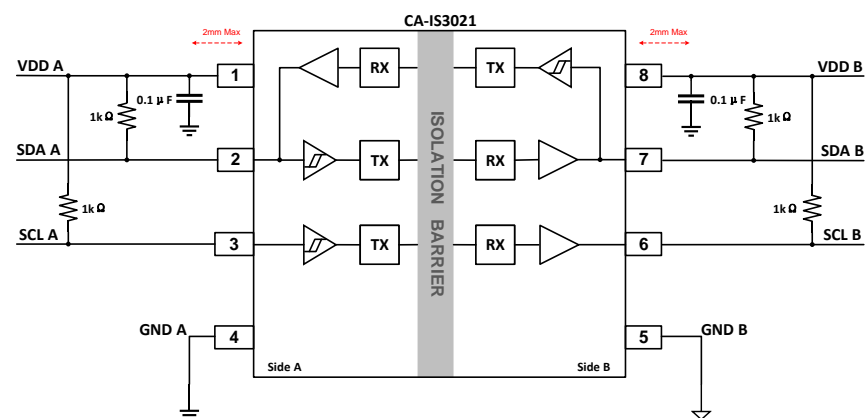 CA-IS3021
2mm Max
2mm Max
VDD A
1
RX
TX
8
VDD B
0.1 μF
0.1 μF
1kΩ
1kΩ
SDA A
2
TX
RX
7
SDA B
ISOLATION BARRIER
1kΩ
1kΩ
SCL A
3
TX
RX
6
SCL B
GND A
4
5
GND B
Side A
Side B